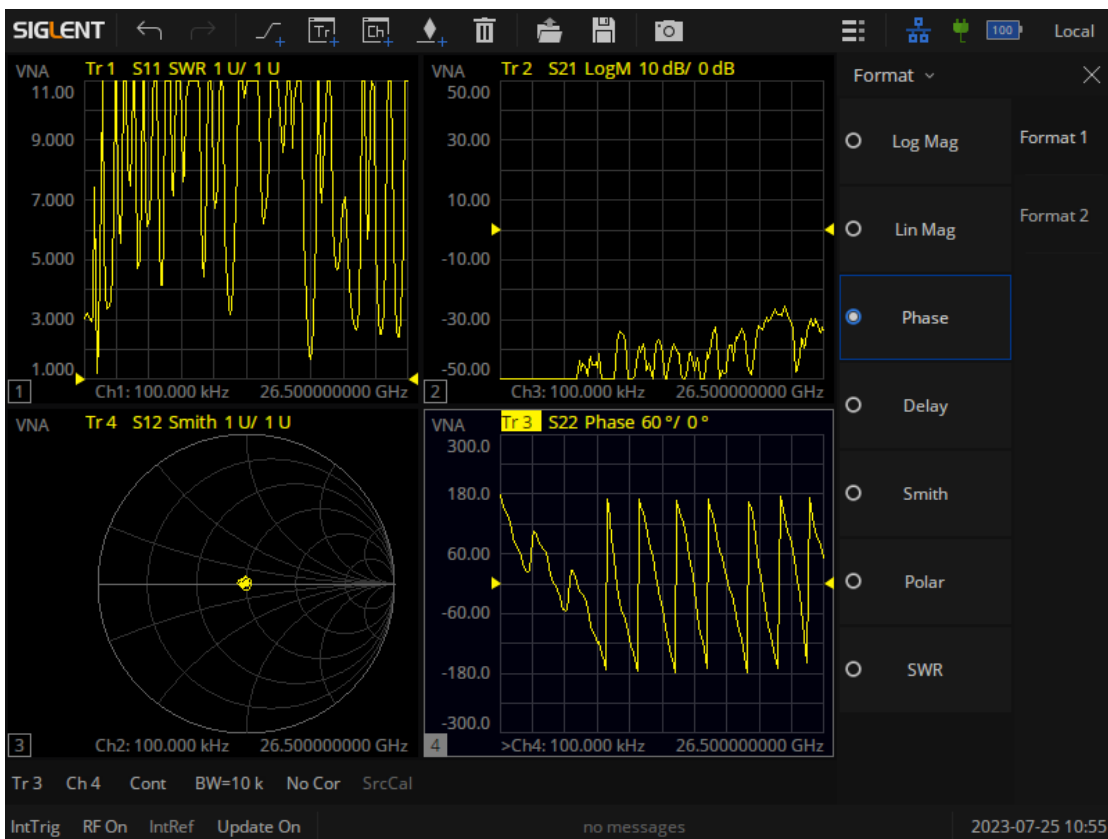 SIGLENT Tr Ch 100 Local
VNA Tr 1 S11 SWR 1 U/ 1 U
11.00
9.000
7.000
5.000
3.000
1.000
1 Ch1: 100.000 kHz 26.500000000 GHz
VNA Tr 2 S21 LogM 10 dB/ 0 dB
50.00
30.00
10.00
-10.00
-30.00
-50.00
2 Ch3: 100.000 kHz 26.500000000 GHz
VNA Tr 4 S12 Smith 1 U/ 1 U
3 Ch2: 100.000 kHz 26.500000000 GHz
VNA Tr 3 S22 Phase 60 °/ 0 °
300.0
180.0
60.00
-60.00
-180.0
-300.0
4 >Ch4: 100.000 kHz 26.500000000 GHz
Format
Log Mag
Lin Mag
Phase
Delay
Smith
Polar
SWR
Format 1
Format 2
Tr 3 Ch 4 Cont BW=10 k No Cor SrcCal
IntTrig RF On IntRef Update On no messages 2023-07-25 10:55